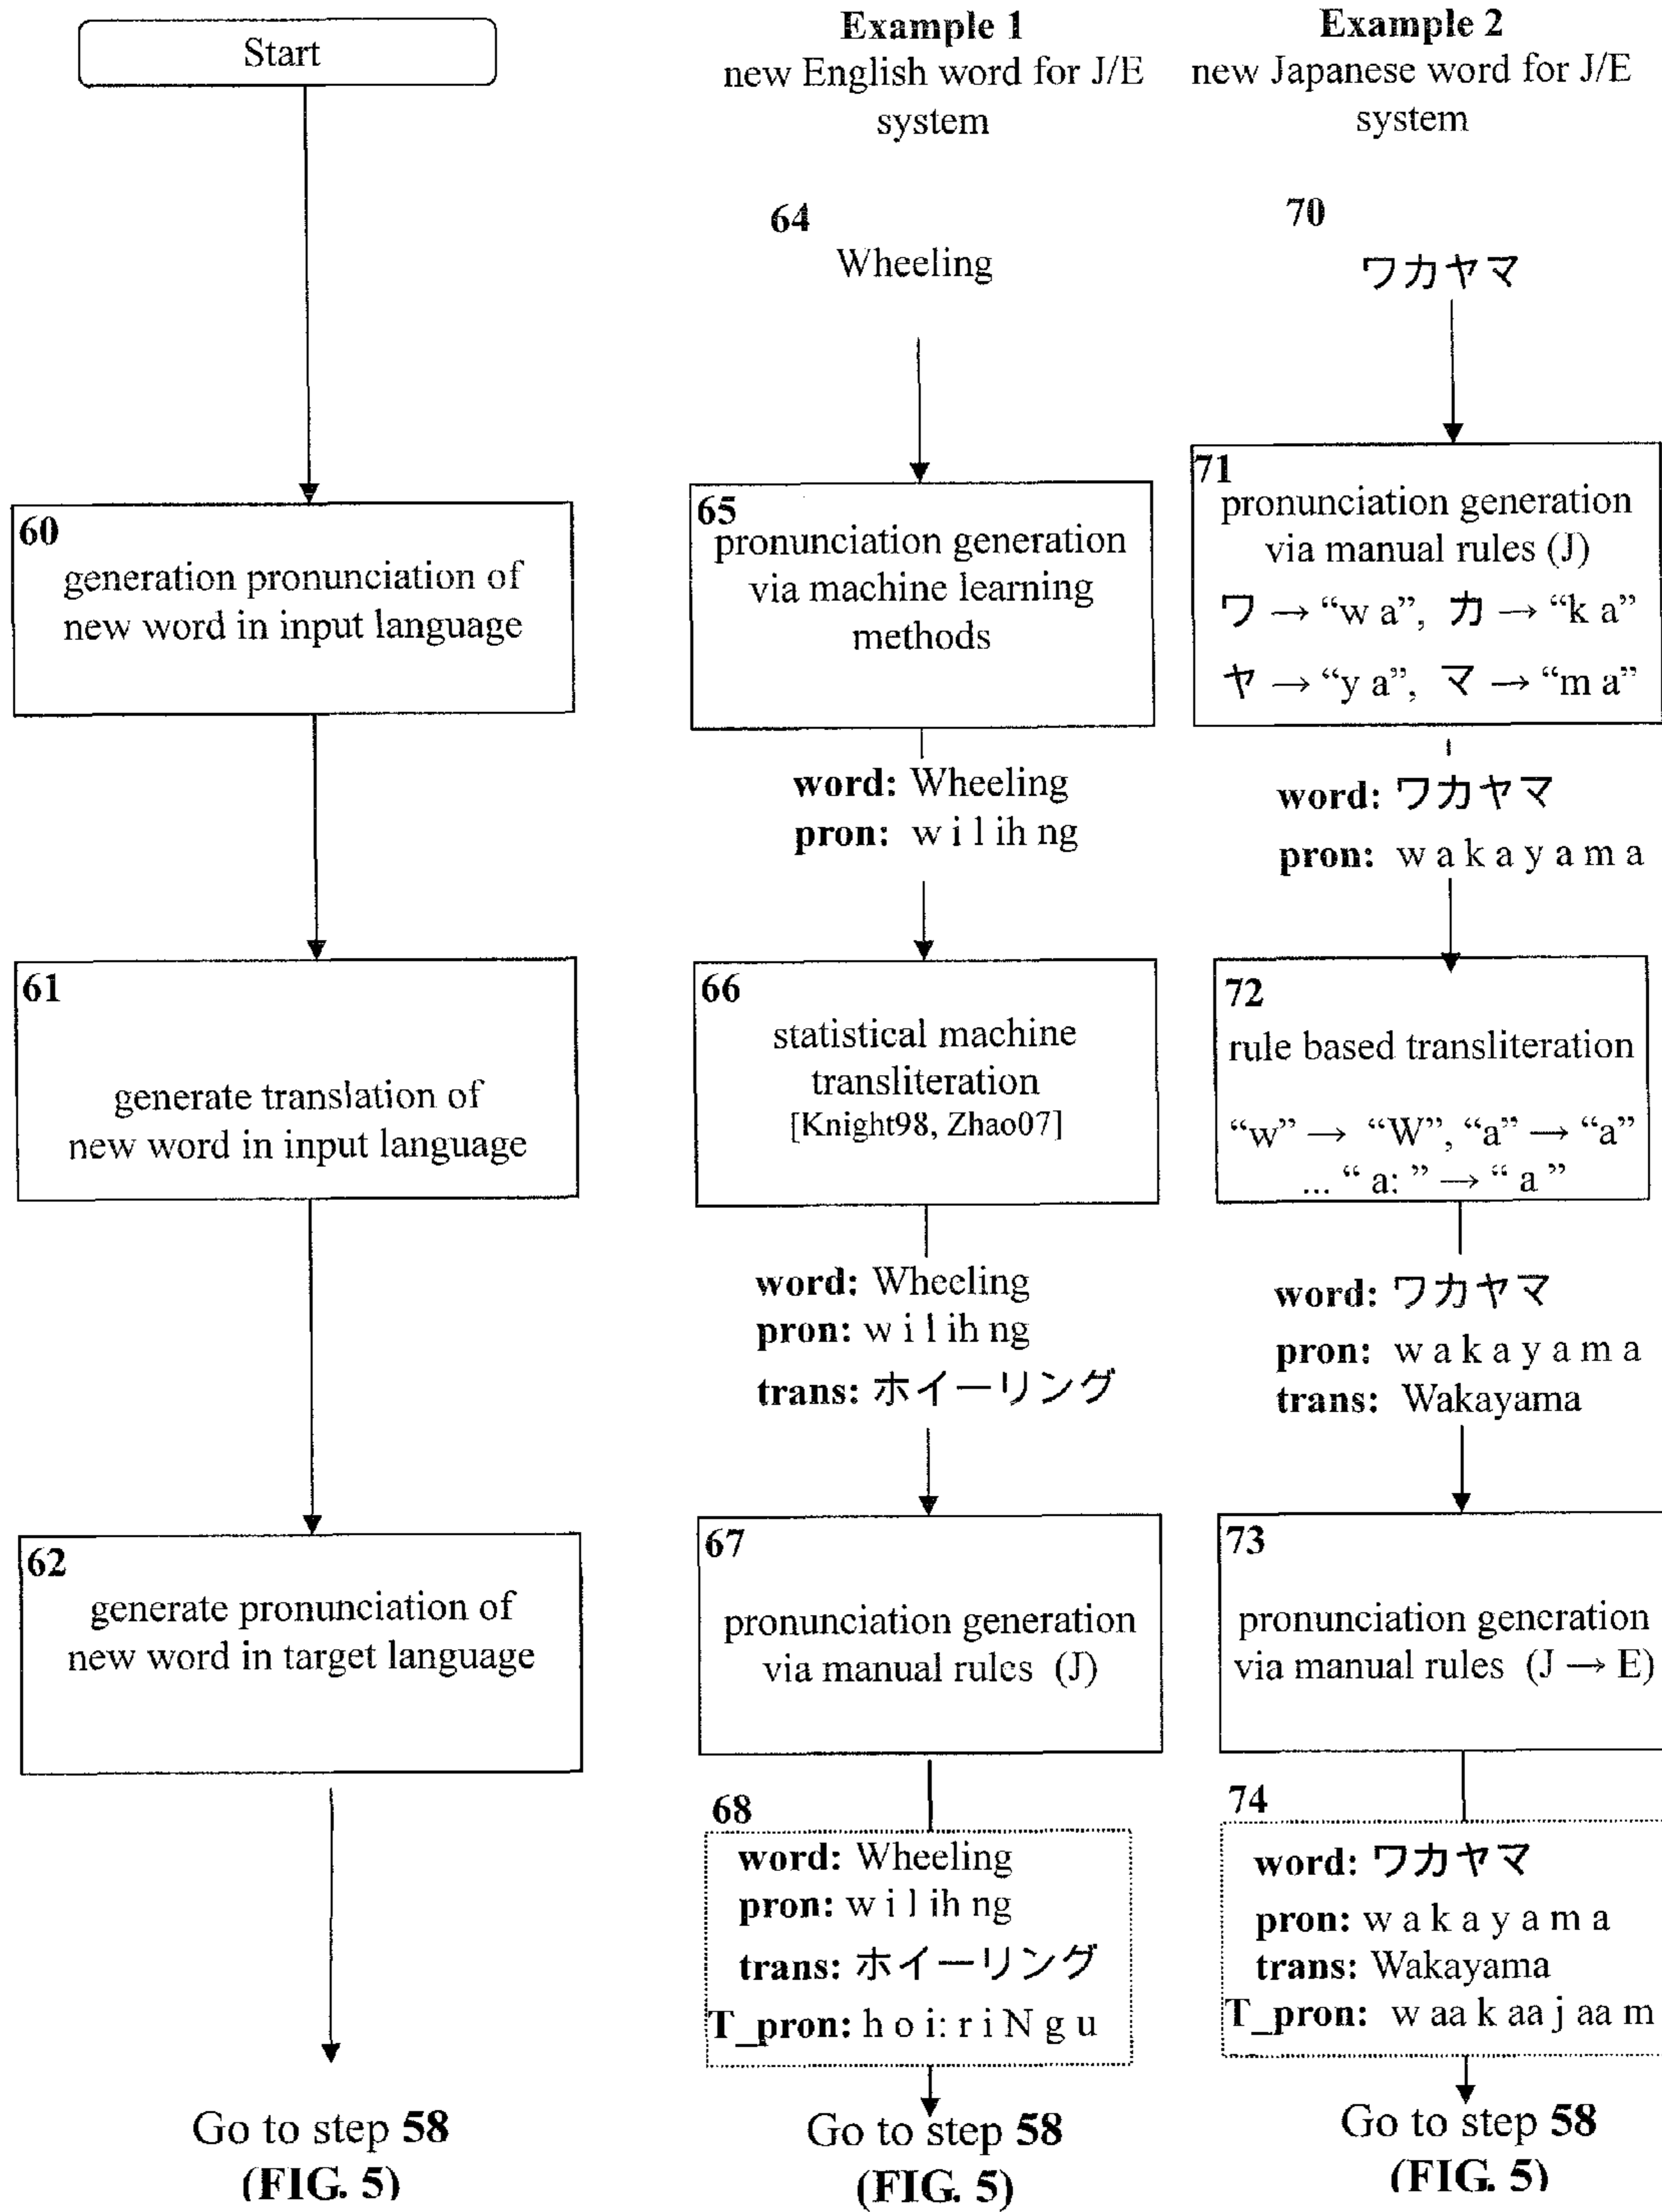 Start
60
generation pronunciation of
new word in input language
61
generate translation of
new word in input language
62
generate pronunciation of
new word in target language
Go to step 58
(FIG. 5)
Example 1
new English word for J/E
system
64
Wheeling
65
pronunciation generation
via machine learning
methods
word: Wheeling
pron: w i l ih ng
66
statistical machine
transliteration
[Knight98, Zhao07]
word: Wheeling
pron: w i l ih ng
trans: ホイーリング
67
pronunciation generation
via manual rules (J)
68
word: Wheeling
pron: w i l ih ng
trans: ホイーリング
T_pron: h o i: r i N g u
Go to step 58
(FIG. 5)
Example 2
new Japanese word for J/E
system
70
ワカヤマ
71
pronunciation generation
via manual rules (J)
ワ → “w a”, カ → “k a”
ヤ → “y a”, マ → “m a”
word: ワカヤマ
pron: w a k a y a m a
72
rule based transliteration
“w” → “W”, “a” → “a”
... “ a: ” → “ a ”
word: ワカヤマ
pron: w a k a y a m a
trans: Wakayama
73
pronunciation generation
via manual rules (J → E)
74
word: ワカヤマ
pron: w a k a y a m a
trans: Wakayama
T_pron: w aa k aa j aa m
Go to step 58
(FIG. 5)